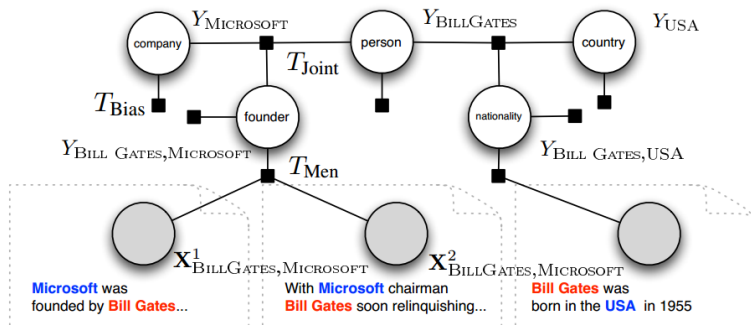 Y_MICROSOFT Y_BILLGATES Y_USA
company person country
T_Joint
T_Bias
founder nationality
Y_BILL GATES,MICROSOFT Y_BILL GATES,USA
T_Men
X^1_BILLGATES,MICROSOFT X^2_BILLGATES,MICROSOFT
Microsoft was
founded by Bill Gates...
With Microsoft chairman
Bill Gates soon relinquishing...
Bill Gates was
born in the USA in 1955